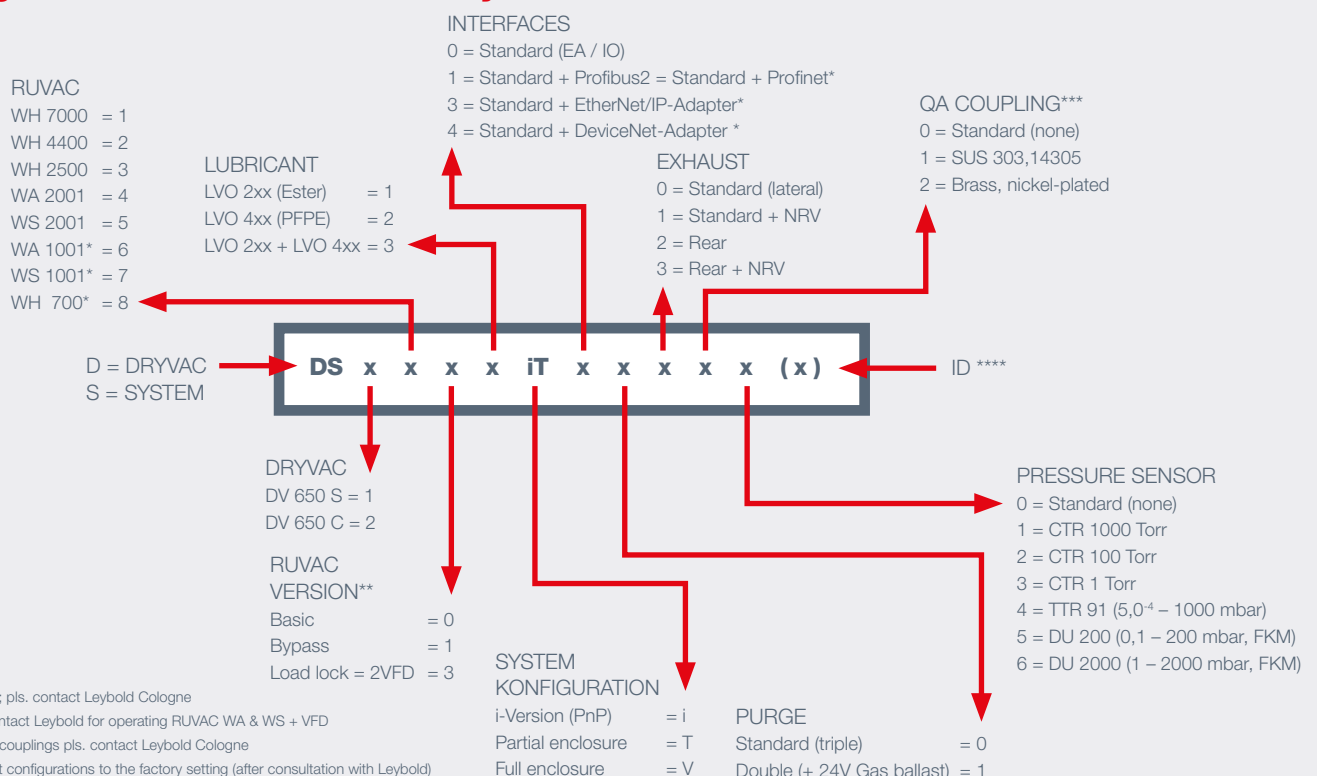 INTERFACES
0 = Standard (EA / IO)
1 = Standard + Profibus2 = Standard + Profinet*
3 = Standard + EtherNet/IP-Adapter*
4 = Standard + DeviceNet-Adapter *
RUVAC
WH 7000 = 1
WH 4400 = 2
WH 2500 = 3
WA 2001 = 4
WS 2001 = 5
WA 1001* = 6
WS 1001* = 7
WH 700* = 8
LUBRICANT
LVO 2xx (Ester) = 1
LVO 4xx (PFPE) = 2
LVO 2xx + LVO 4xx = 3
EXHAUST
0 = Standard (lateral)
1 = Standard + NRV
2 = Rear
3 = Rear + NRV
QA COUPLING***
0 = Standard (none)
1 = SUS 303,14305
2 = Brass, nickel-plated
D = DRYVAC
S = SYSTEM
DS x x x x iT x x x x x (x)
ID ****
DRYVAC
DV 650 S = 1
DV 650 C = 2
RUVAC
VERSION**
Basic = 0
Bypass = 1
Load lock = 2VFD = 3
SYSTEM
KONFIGURATION
i-Version (PnP) = i
Partial enclosure = T
Full enclosure = V
PURGE
Standard (triple) = 0
Double (+ 24V Gas ballast) = 1
PRESSURE SENSOR
0 = Standard (none)
1 = CTR 1000 Torr
2 = CTR 100 Torr
3 = CTR 1 Torr
4 = TTR 91 (5,0⁻⁴ – 1000 mbar)
5 = DU 200 (0,1 – 200 mbar, FKM)
6 = DU 2000 (1 – 2000 mbar, FKM)
; pls. contact Leybold Cologne
ntact Leybold for operating RUVAC WA & WS + VFD
couplings pls. contact Leybold Cologne
t configurations to the factory setting (after consultation with Leybold)